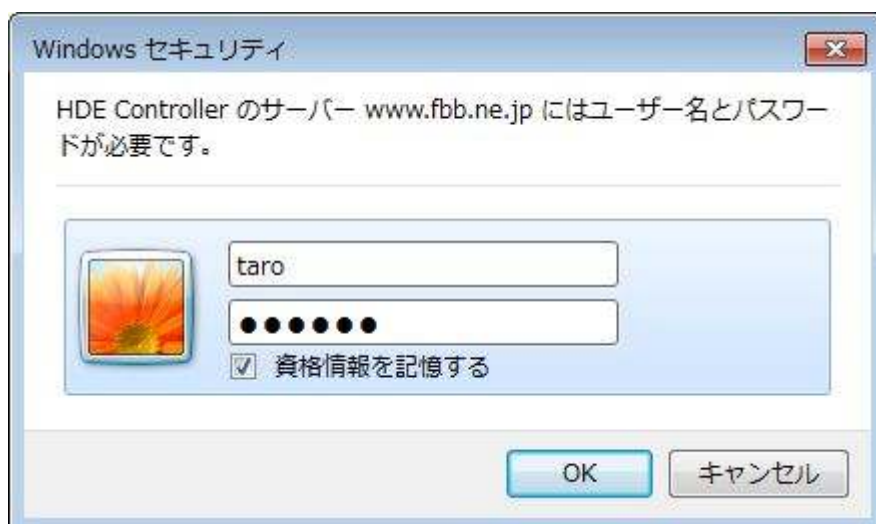 Windows セキュリティ
HDE Controller のサーバー www.fbb.ne.jp にはユーザー名とパスワー
ドが必要です。
taro
●●●●●●
資格情報を記憶する
OK キャンセル